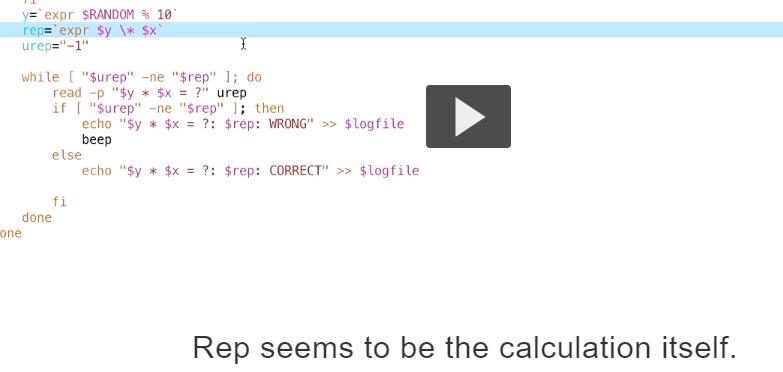 fi
y=`expr $RANDOM % 10`
rep=`expr $y \* $x`
urep="-1"
while [ "$urep" -ne "$rep" ]; do
read -p "$y * $x = ?" urep
if [ "$urep" -ne "$rep" ]; then
echo "$y * $x = ?: $rep: WRONG" >> $logfile
beep
else
echo "$y * $x = ?: $rep: CORRECT" >> $logfile
fi
done
one
Rep seems to be the calculation itself.